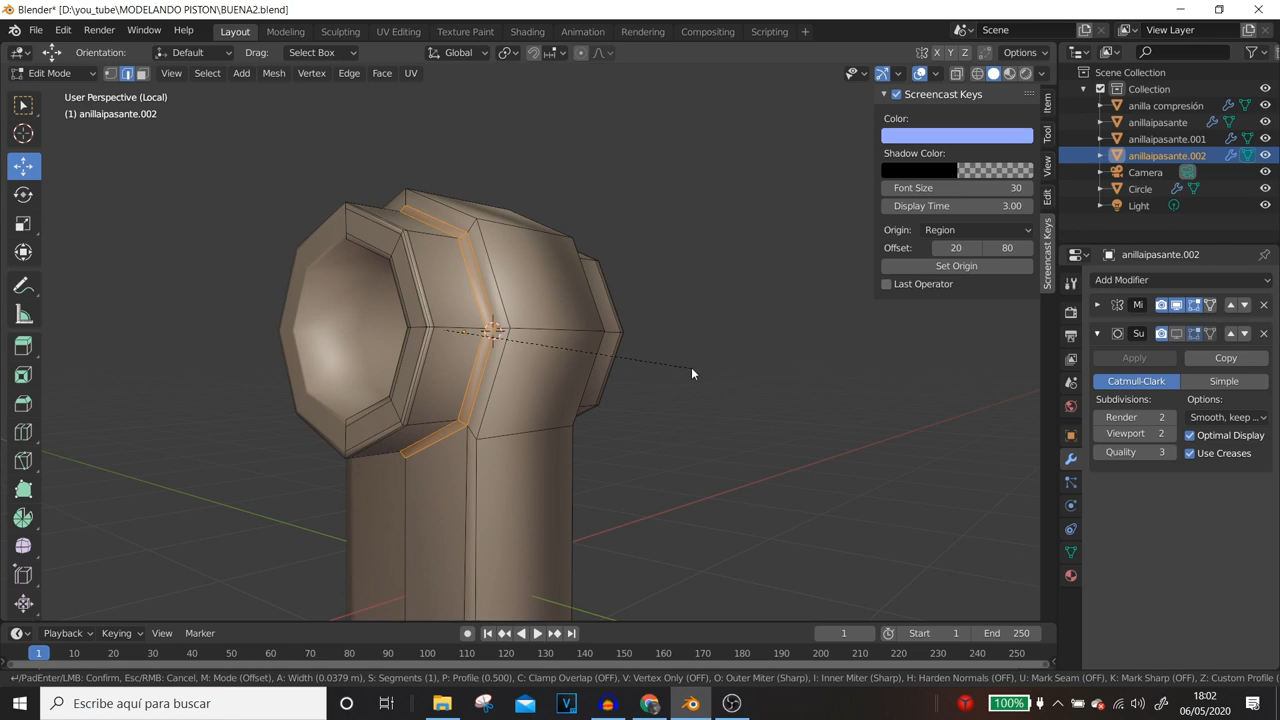 Blender* [D:\you_tube\MODELANDO PISTON\BUENA2.blend]
File Edit Render Window Help Layout Modeling Sculpting UV Editing Texture Paint Shading Animation Rendering Compositing Scripting + Scene View Layer
Orientation: Default Drag: Select Box Global X Y Z Options
Edit Mode View Select Add Mesh Vertex Edge Face UV
User Perspective (Local)
(1) anillaipasante.002
Screencast Keys
Color:
Shadow Color:
Font Size 30
Display Time 3.00
Origin: Region
Offset: 20 80
Set Origin
Last Operator
Item
Tool
View
Edit
Screencast Keys
Scene Collection
Collection
anilla compresión
anillaipasante
anillaipasante.001
anillaipasante.002
Camera
Circle
Light
anillaipasante.002
Add Modifier
Mi
Su
Apply Copy
Catmull-Clark Simple
Subdivisions: Options:
Render 2 Smooth, keep ...
Viewport 2 Optimal Display
Quality 3 Use Creases
Playback Keying View Marker 1 Start 1 End 250
1 10 20 30 40 50 60 70 80 90 100 110 120 130 140 150 160 170 180 190 200 210 220 230 240 250
/PadEnter/LMB: Confirm, Esc/RMB: Cancel, M: Mode (Offset), A: Width (0.0379 m), S: Segments (1), P: Profile (0.500), C: Clamp Overlap (OFF), V: Vertex Only (OFF), O: Outer Miter (Sharp), I: Inner Miter (Sharp), H: Harden Normals (OFF), U: Mark Seam (OFF), K: Mark Sharp (OFF)
Escribe aquí para buscar
100%
18:02
06/05/2020